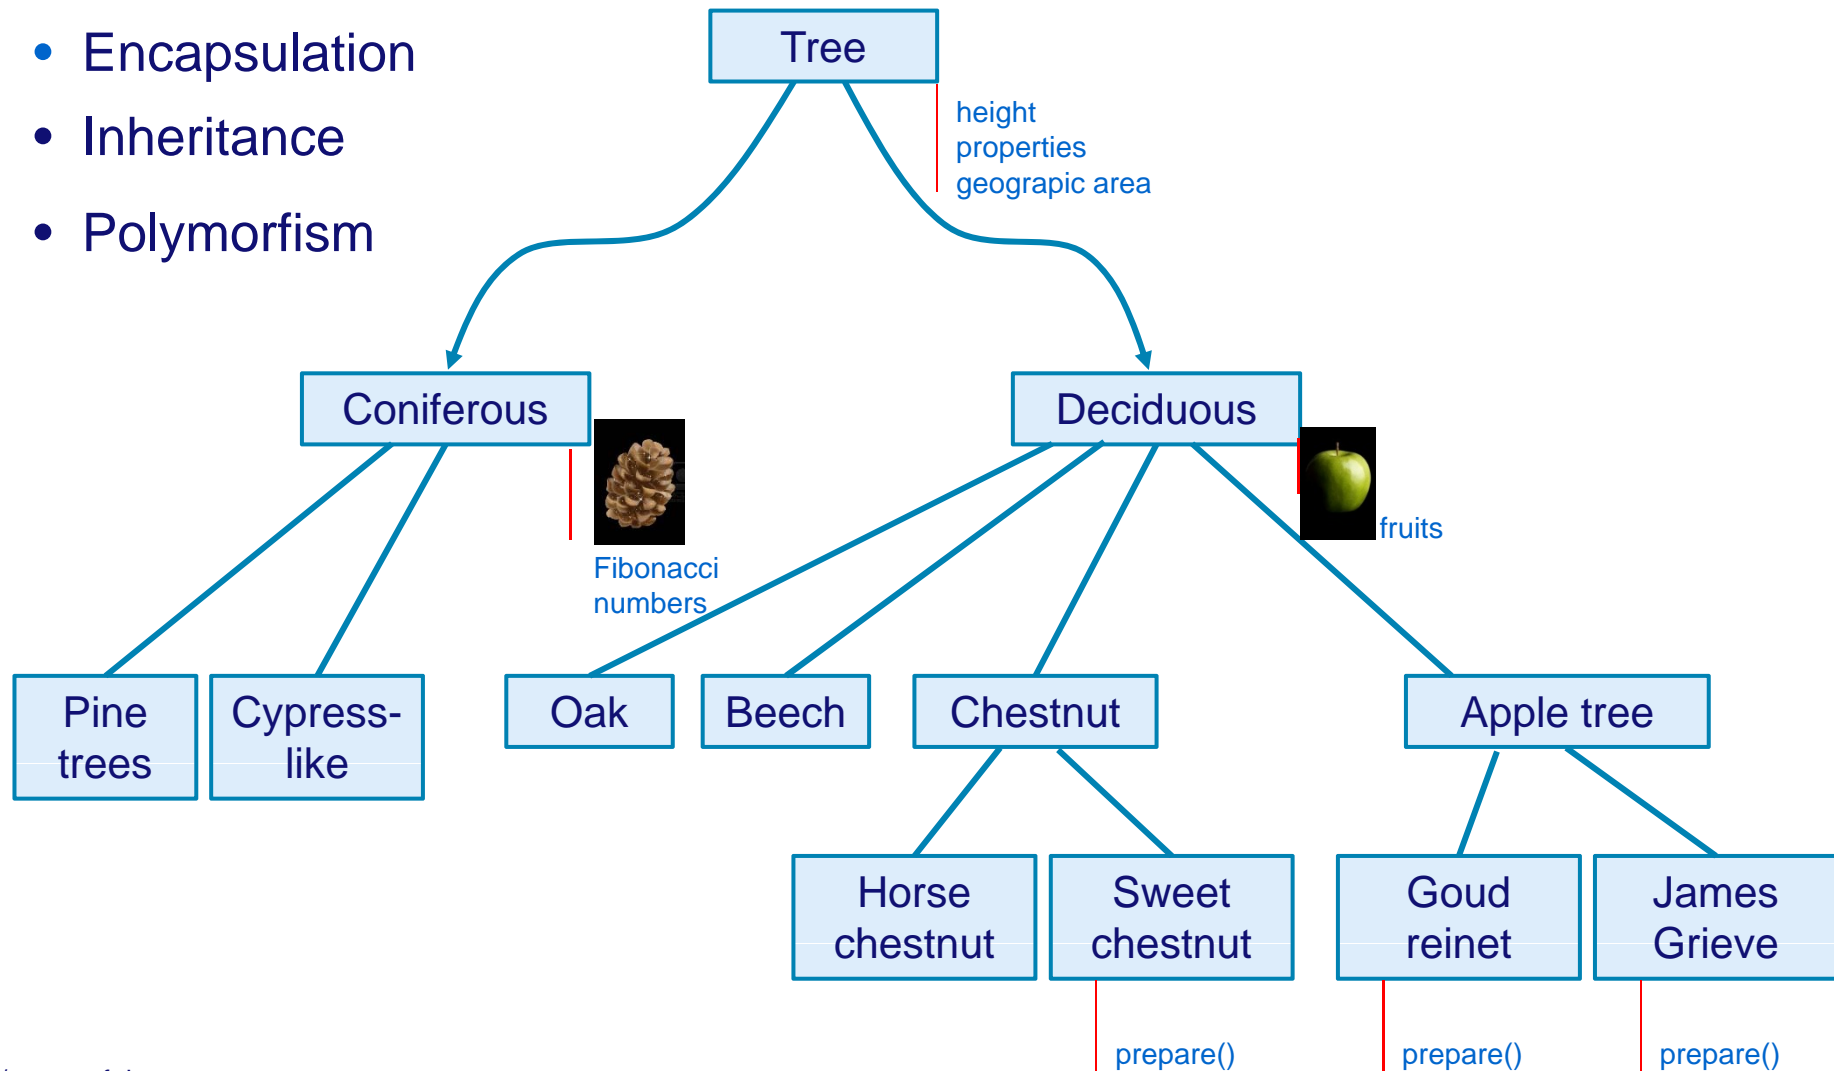 • Encapsulation
• Inheritance
• Polymorfism
Tree
height
properties
geograpic area
Coniferous
Deciduous
fruits
Fibonacci
numbers
Pine
trees
Cypress-
like
Oak
Beech
Chestnut
Apple tree
Horse
chestnut
Sweet
chestnut
Goud
reinet
James
Grieve
prepare()
prepare()
prepare()